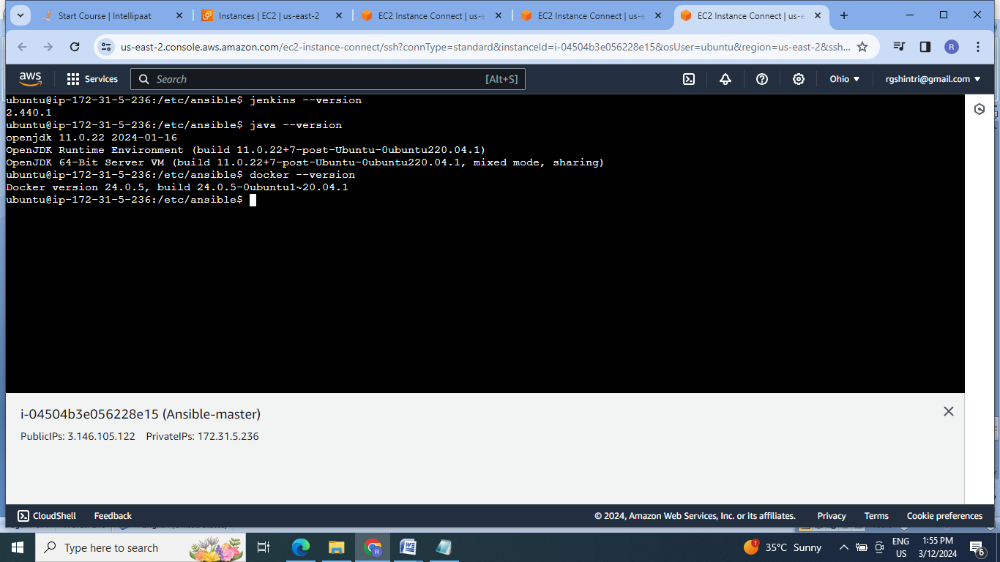 Start Course | Intellipaat
Instances | EC2 | us-east-2
EC2 Instance Connect | us-e
EC2 Instance Connect | us-e
EC2 Instance Connect | us-e
us-east-2.console.aws.amazon.com/ec2-instance-connect/ssh?connType=standard&instanceId=i-04504b3e056228e15&osUser=ubuntu&region=us-east-2&ssh...
R
aws
Services
Search
[Alt+S]
Ohio
rgshintri@gmail.com
ubuntu@ip-172-31-5-236:/etc/ansible$ jenkins --version
2.440.1
ubuntu@ip-172-31-5-236:/etc/ansible$ java --version
openjdk 11.0.22 2024-01-16
OpenJDK Runtime Environment (build 11.0.22+7-post-Ubuntu-0ubuntu220.04.1)
OpenJDK 64-Bit Server VM (build 11.0.22+7-post-Ubuntu-0ubuntu220.04.1, mixed mode, sharing)
ubuntu@ip-172-31-5-236:/etc/ansible$ docker --version
Docker version 24.0.5, build 24.0.5-0ubuntu1~20.04.1
ubuntu@ip-172-31-5-236:/etc/ansible$
i-04504b3e056228e15 (Ansible-master)
PublicIPs: 3.146.105.122 PrivateIPs: 172.31.5.236
CloudShell
Feedback
© 2024, Amazon Web Services, Inc. or its affiliates.
Privacy
Terms
Cookie preferences
Type here to search
R
W
1
35°C Sunny
ENG
US
1:55 PM
3/12/2024
6